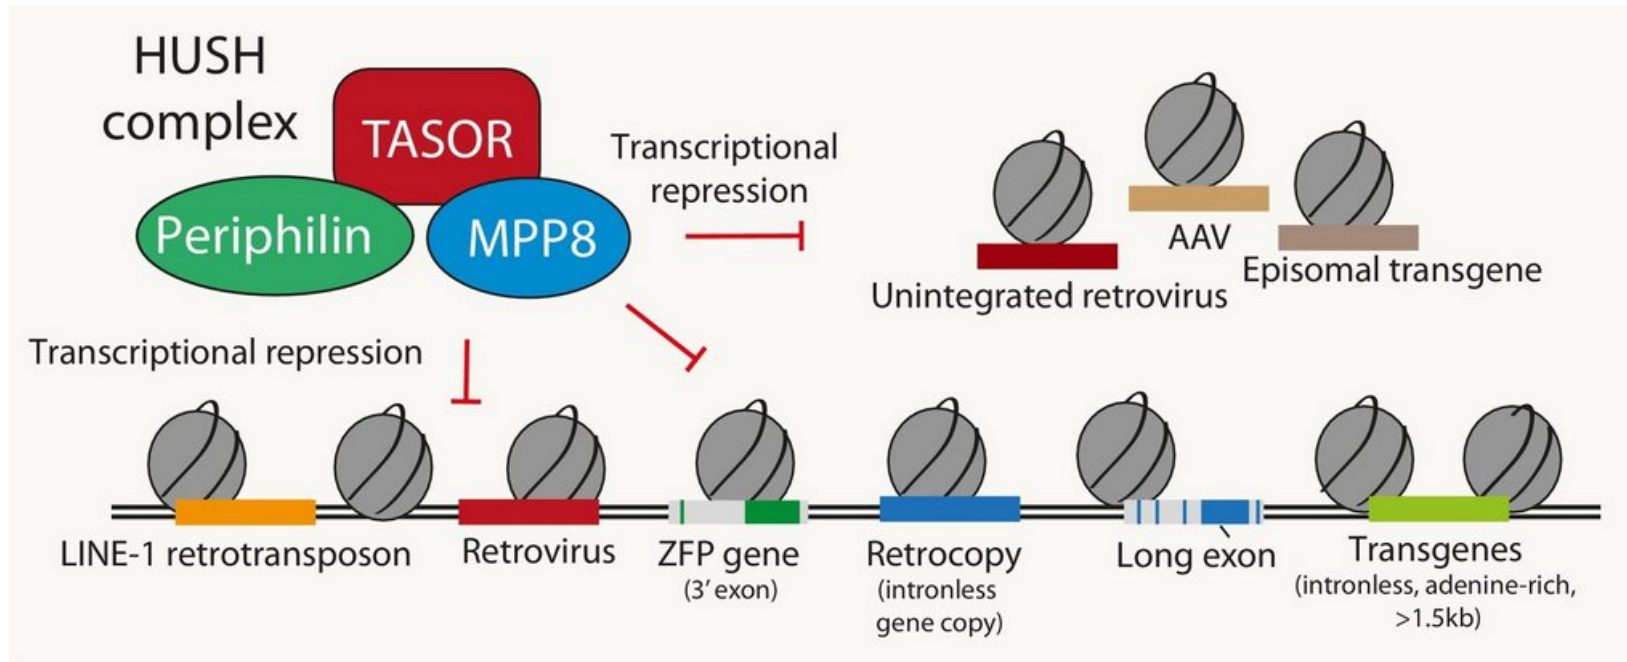 HUSH
complex
TASOR
Periphilin
MPP8
Transcriptional
repression
AAV
Episomal transgene
Unintegrated retrovirus
Transcriptional repression
LINE-1 retrotransposon
Retrovirus
ZFP gene
(3’ exon)
Retrocopy
(intronless
gene copy)
Long exon
Transgenes
(intronless, adenine-rich,
>1.5kb)